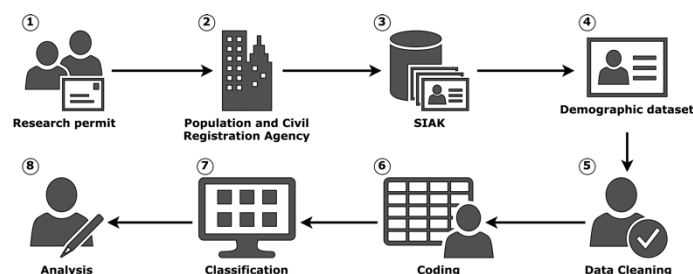 1
Research permit
2
Population and Civil
Registration Agency
3
SIAK
4
Demographic dataset
5
Data Cleaning
6
Coding
7
Classification
8
Analysis